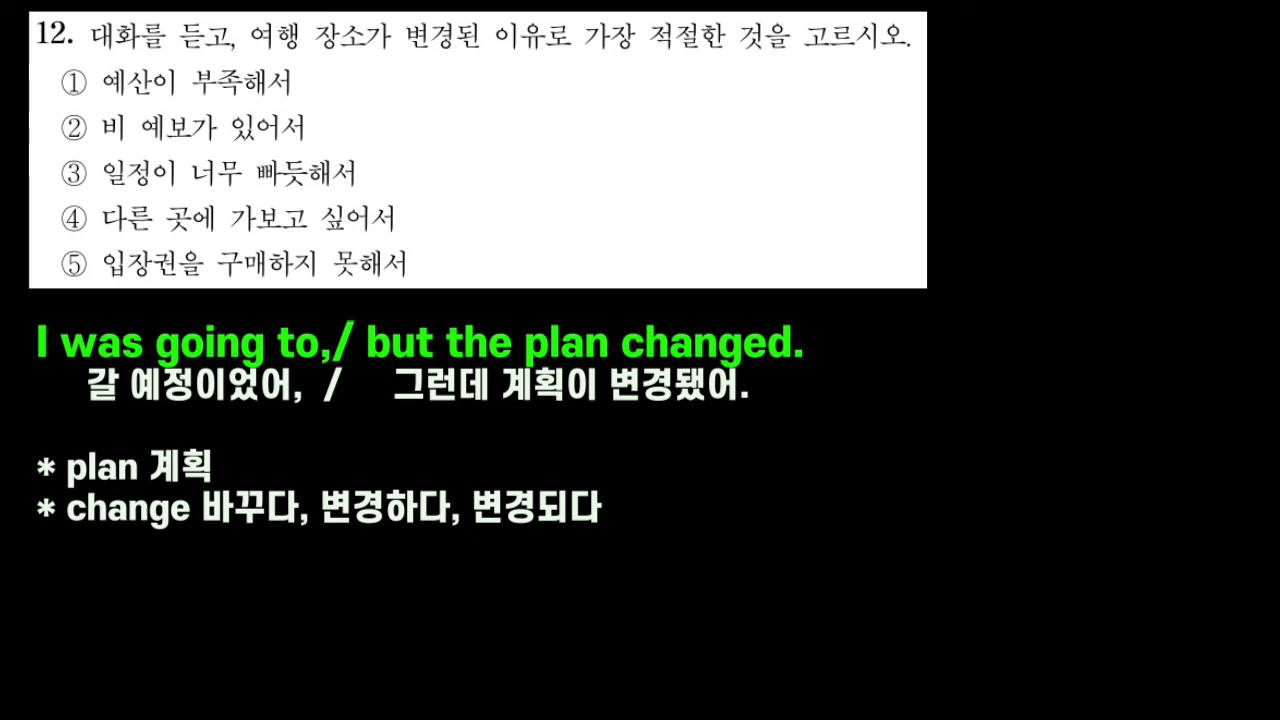 12. 대화를 듣고, 여행 장소가 변경된 이유로 가장 적절한 것을 고르시오.
① 예산이 부족해서
② 비 예보가 있어서
③ 일정이 너무 빠듯해서
④ 다른 곳에 가보고 싶어서
⑤ 입장권을 구매하지 못해서
I was going to,/ but the plan changed.
갈 예정이었어, / 그런데 계획이 변경됐어.
* plan 계획
* change 바꾸다, 변경하다, 변경되다